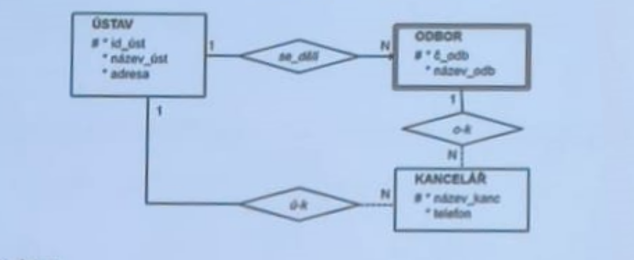 ÚSTAV
# * id_úst
* název_úst
* adresa
1
se_dělí
N
ODBOR
# * č_odb
* název_odb
1
1
o-k
N
KANCELÁŘ
# * název_kanc
* telefon
ú-k
N